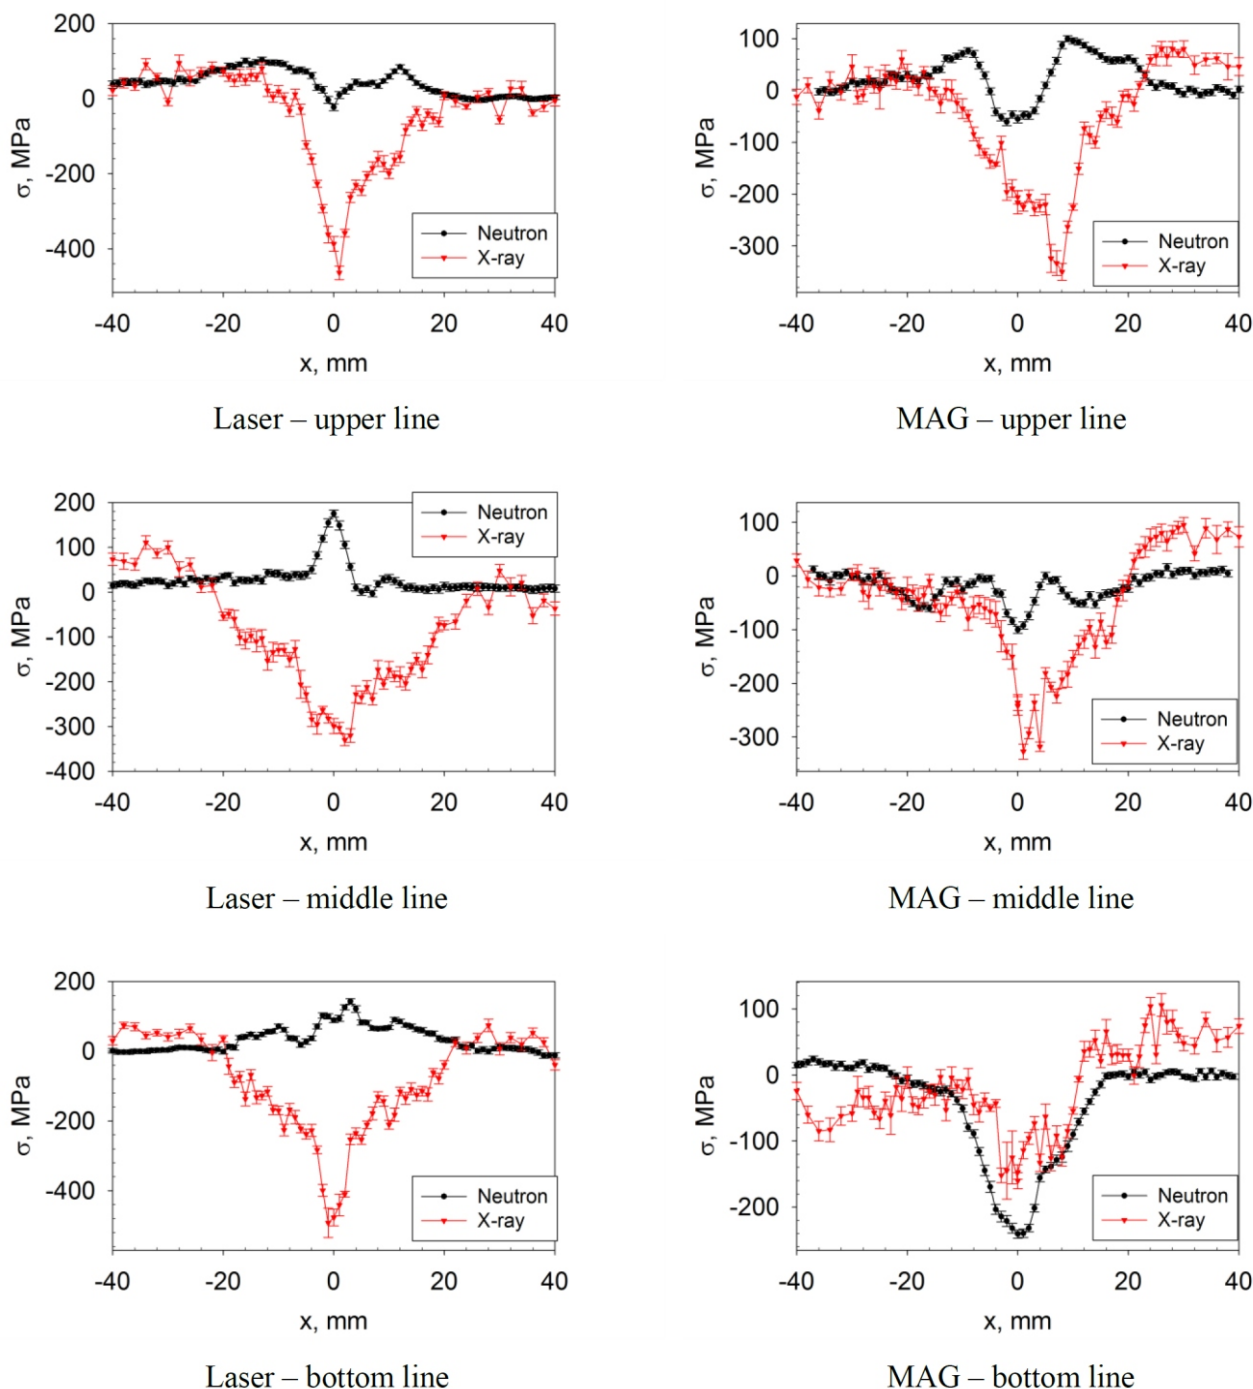 200
0
-200
-400
σ, MPa
Neutron
X-ray
-40 -20 0 20 40
x, mm
Laser – upper line
100
0
-100
-200
-300
σ, MPa
Neutron
X-ray
-40 -20 0 20 40
x, mm
MAG – upper line
200
100
0
-100
-200
-300
-400
σ, MPa
Neutron
X-ray
-40 -20 0 20 40
x, mm
Laser – middle line
100
0
-100
-200
-300
σ, MPa
Neutron
X-ray
-40 -20 0 20 40
x, mm
MAG – middle line
200
0
-200
-400
σ, MPa
Neutron
X-ray
-40 -20 0 20 40
x, mm
Laser – bottom line
100
0
-100
-200
σ, MPa
Neutron
X-ray
-40 -20 0 20 40
x, mm
MAG – bottom line